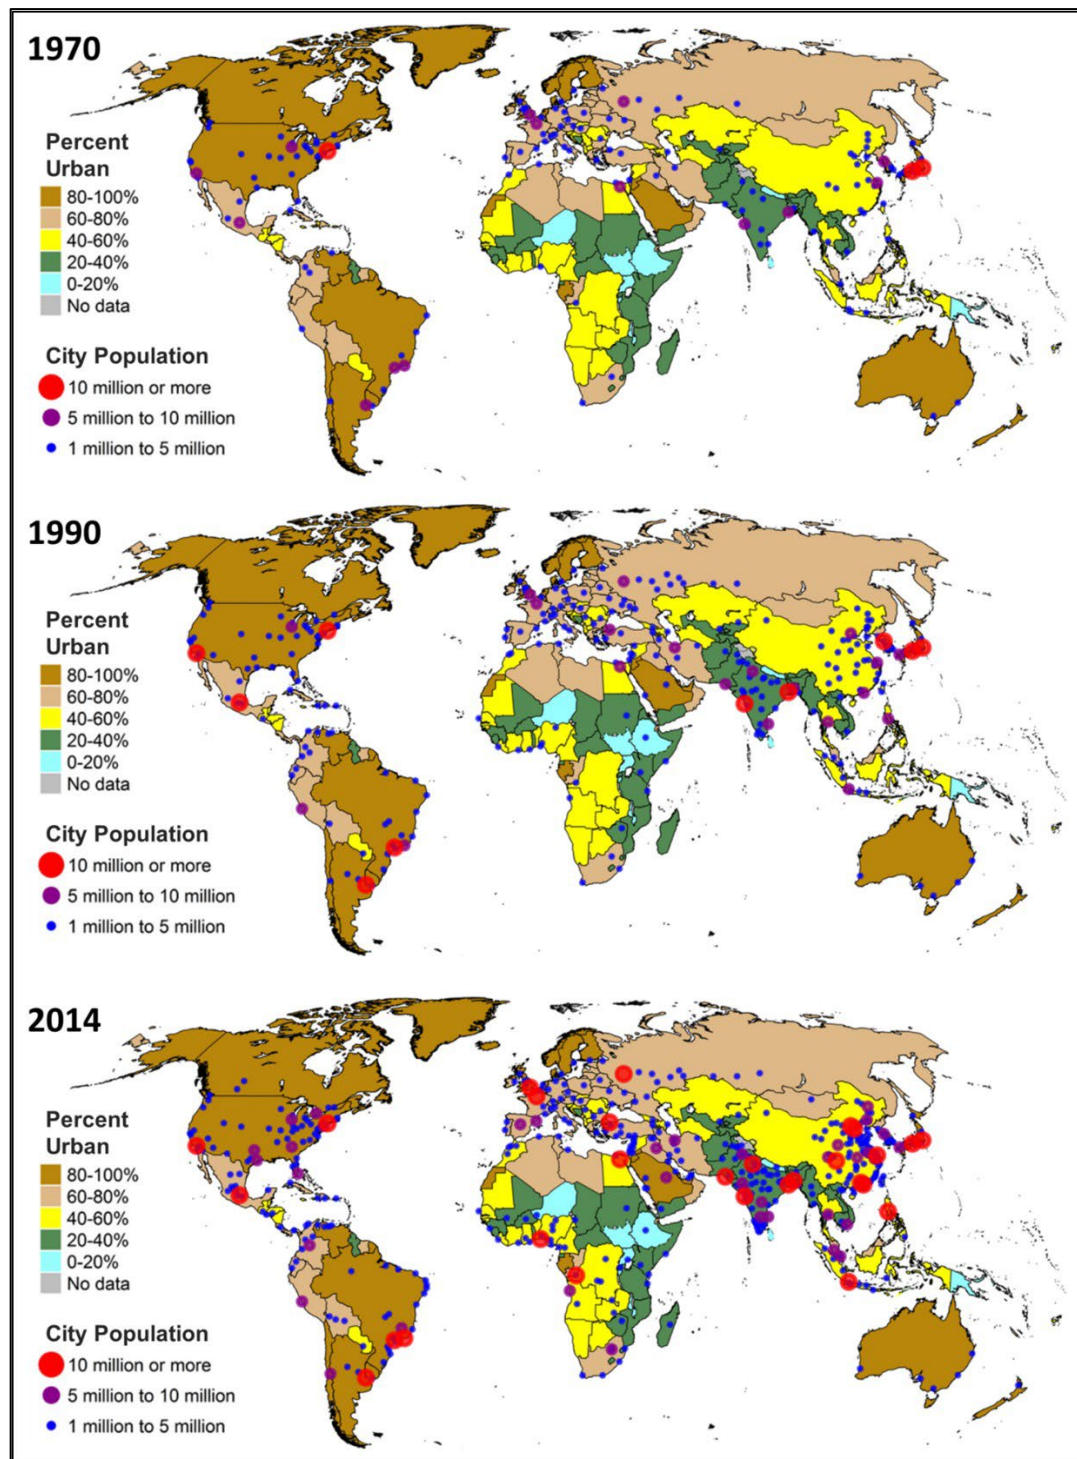 1970
Percent
Urban
80-100%
60-80%
40-60%
20-40%
0-20%
No data
City Population
10 million or more
5 million to 10 million
1 million to 5 million
1990
Percent
Urban
80-100%
60-80%
40-60%
20-40%
0-20%
No data
City Population
10 million or more
5 million to 10 million
1 million to 5 million
2014
Percent
Urban
80-100%
60-80%
40-60%
20-40%
0-20%
No data
City Population
10 million or more
5 million to 10 million
1 million to 5 million